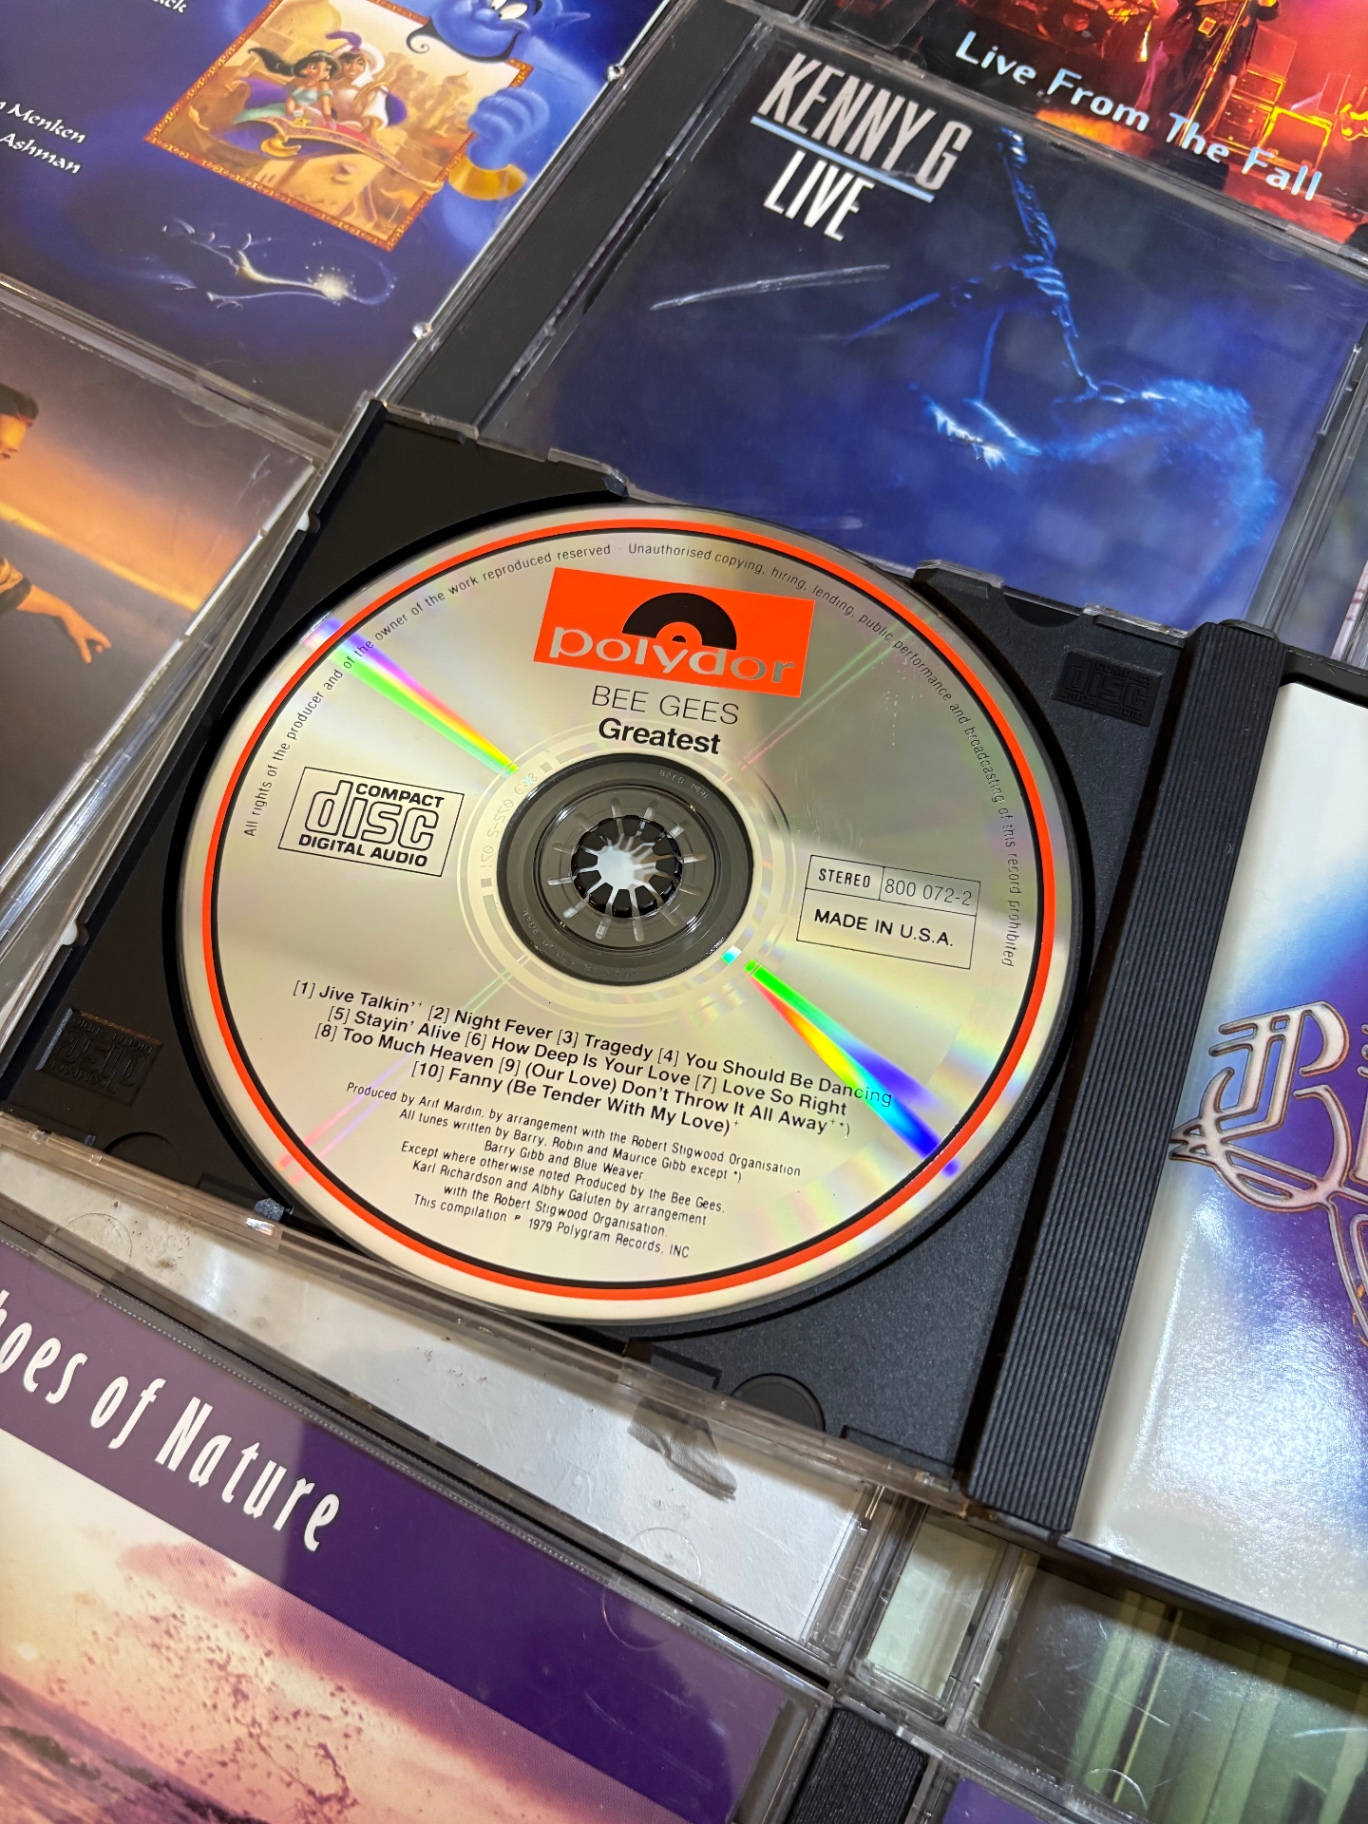 Menken
Ashman
KENNY G
LIVE
Live From The Fall
All rights of the producer and of the owner of the work reproduced reserved · Unauthorised copying, hiring, lending, public performance and broadcasting of this record prohibited
polydor
BEE GEES
Greatest
COMPACT
disc
DIGITAL AUDIO
STEREO 800 072-2
MADE IN U.S.A.
[1] Jive Talkin'⁺ [2] Night Fever [3] Tragedy [4] You Should Be Dancing
[5] Stayin' Alive [6] How Deep Is Your Love [7] Love So Right
[8] Too Much Heaven [9] (Our Love) Don't Throw It All Away⁺*)
[10] Fanny (Be Tender With My Love)⁺
Produced by Arif Mardin, by arrangement with the Robert Stigwood Organisation
All tunes written by Barry, Robin and Maurice Gibb except *)
Barry Gibb and Blue Weaver.
Except where otherwise noted Produced by the Bee Gees,
Karl Richardson and Albhy Galuten by arrangement
with the Robert Stigwood Organisation.
This compilation ℗ 1979 Polygram Records, INC
hoes of Nature